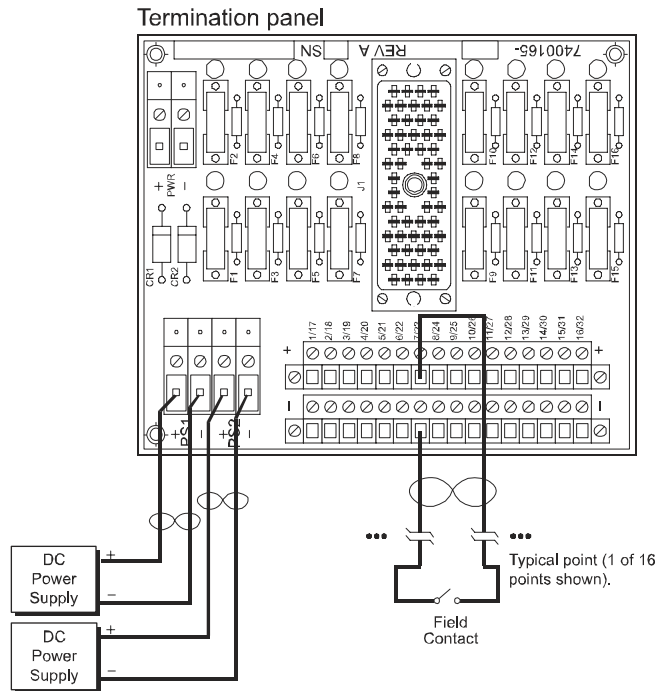 Termination panel
SN
REV A
7400165-
F2
F4
F6
F8
F10
F12
F14
F16
+
PWR
−
J1
CR1
CR2
F1
F3
F5
F7
F9
F11
F13
F15
1/17
2/18
3/19
4/20
5/21
6/22
7/23
8/24
9/25
10/26
11/27
12/28
13/29
14/30
15/31
16/32
+
+
−
−
+
PS1
−
+
PS2
−
DC
Power
Supply
+
−
DC
Power
Supply
+
−
•••
•••
Typical point (1 of 16
points shown).
Field
Contact